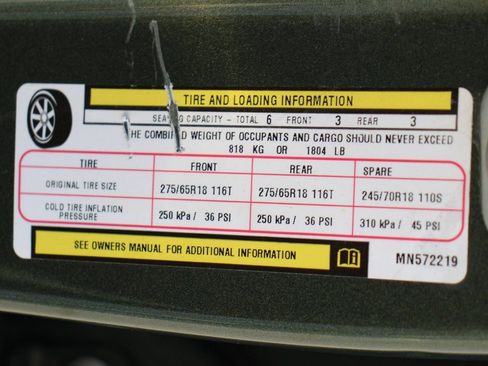 TIRE AND LOADING INFORMATION
SEATING CAPACITY - TOTAL 6 FRONT 3 REAR 3
THE COMBINED WEIGHT OF OCCUPANTS AND CARGO SHOULD NEVER EXCEED
818 KG OR 1804 LB
TIRE FRONT REAR SPARE
ORIGINAL TIRE SIZE 275/65R18 116T 275/65R18 116T 245/70R18 110S
COLD TIRE INFLATION
PRESSURE 250 kPa / 36 PSI 250 kPa / 36 PSI 310 kPa / 45 PSI
SEE OWNERS MANUAL FOR ADDITIONAL INFORMATION
MN572219